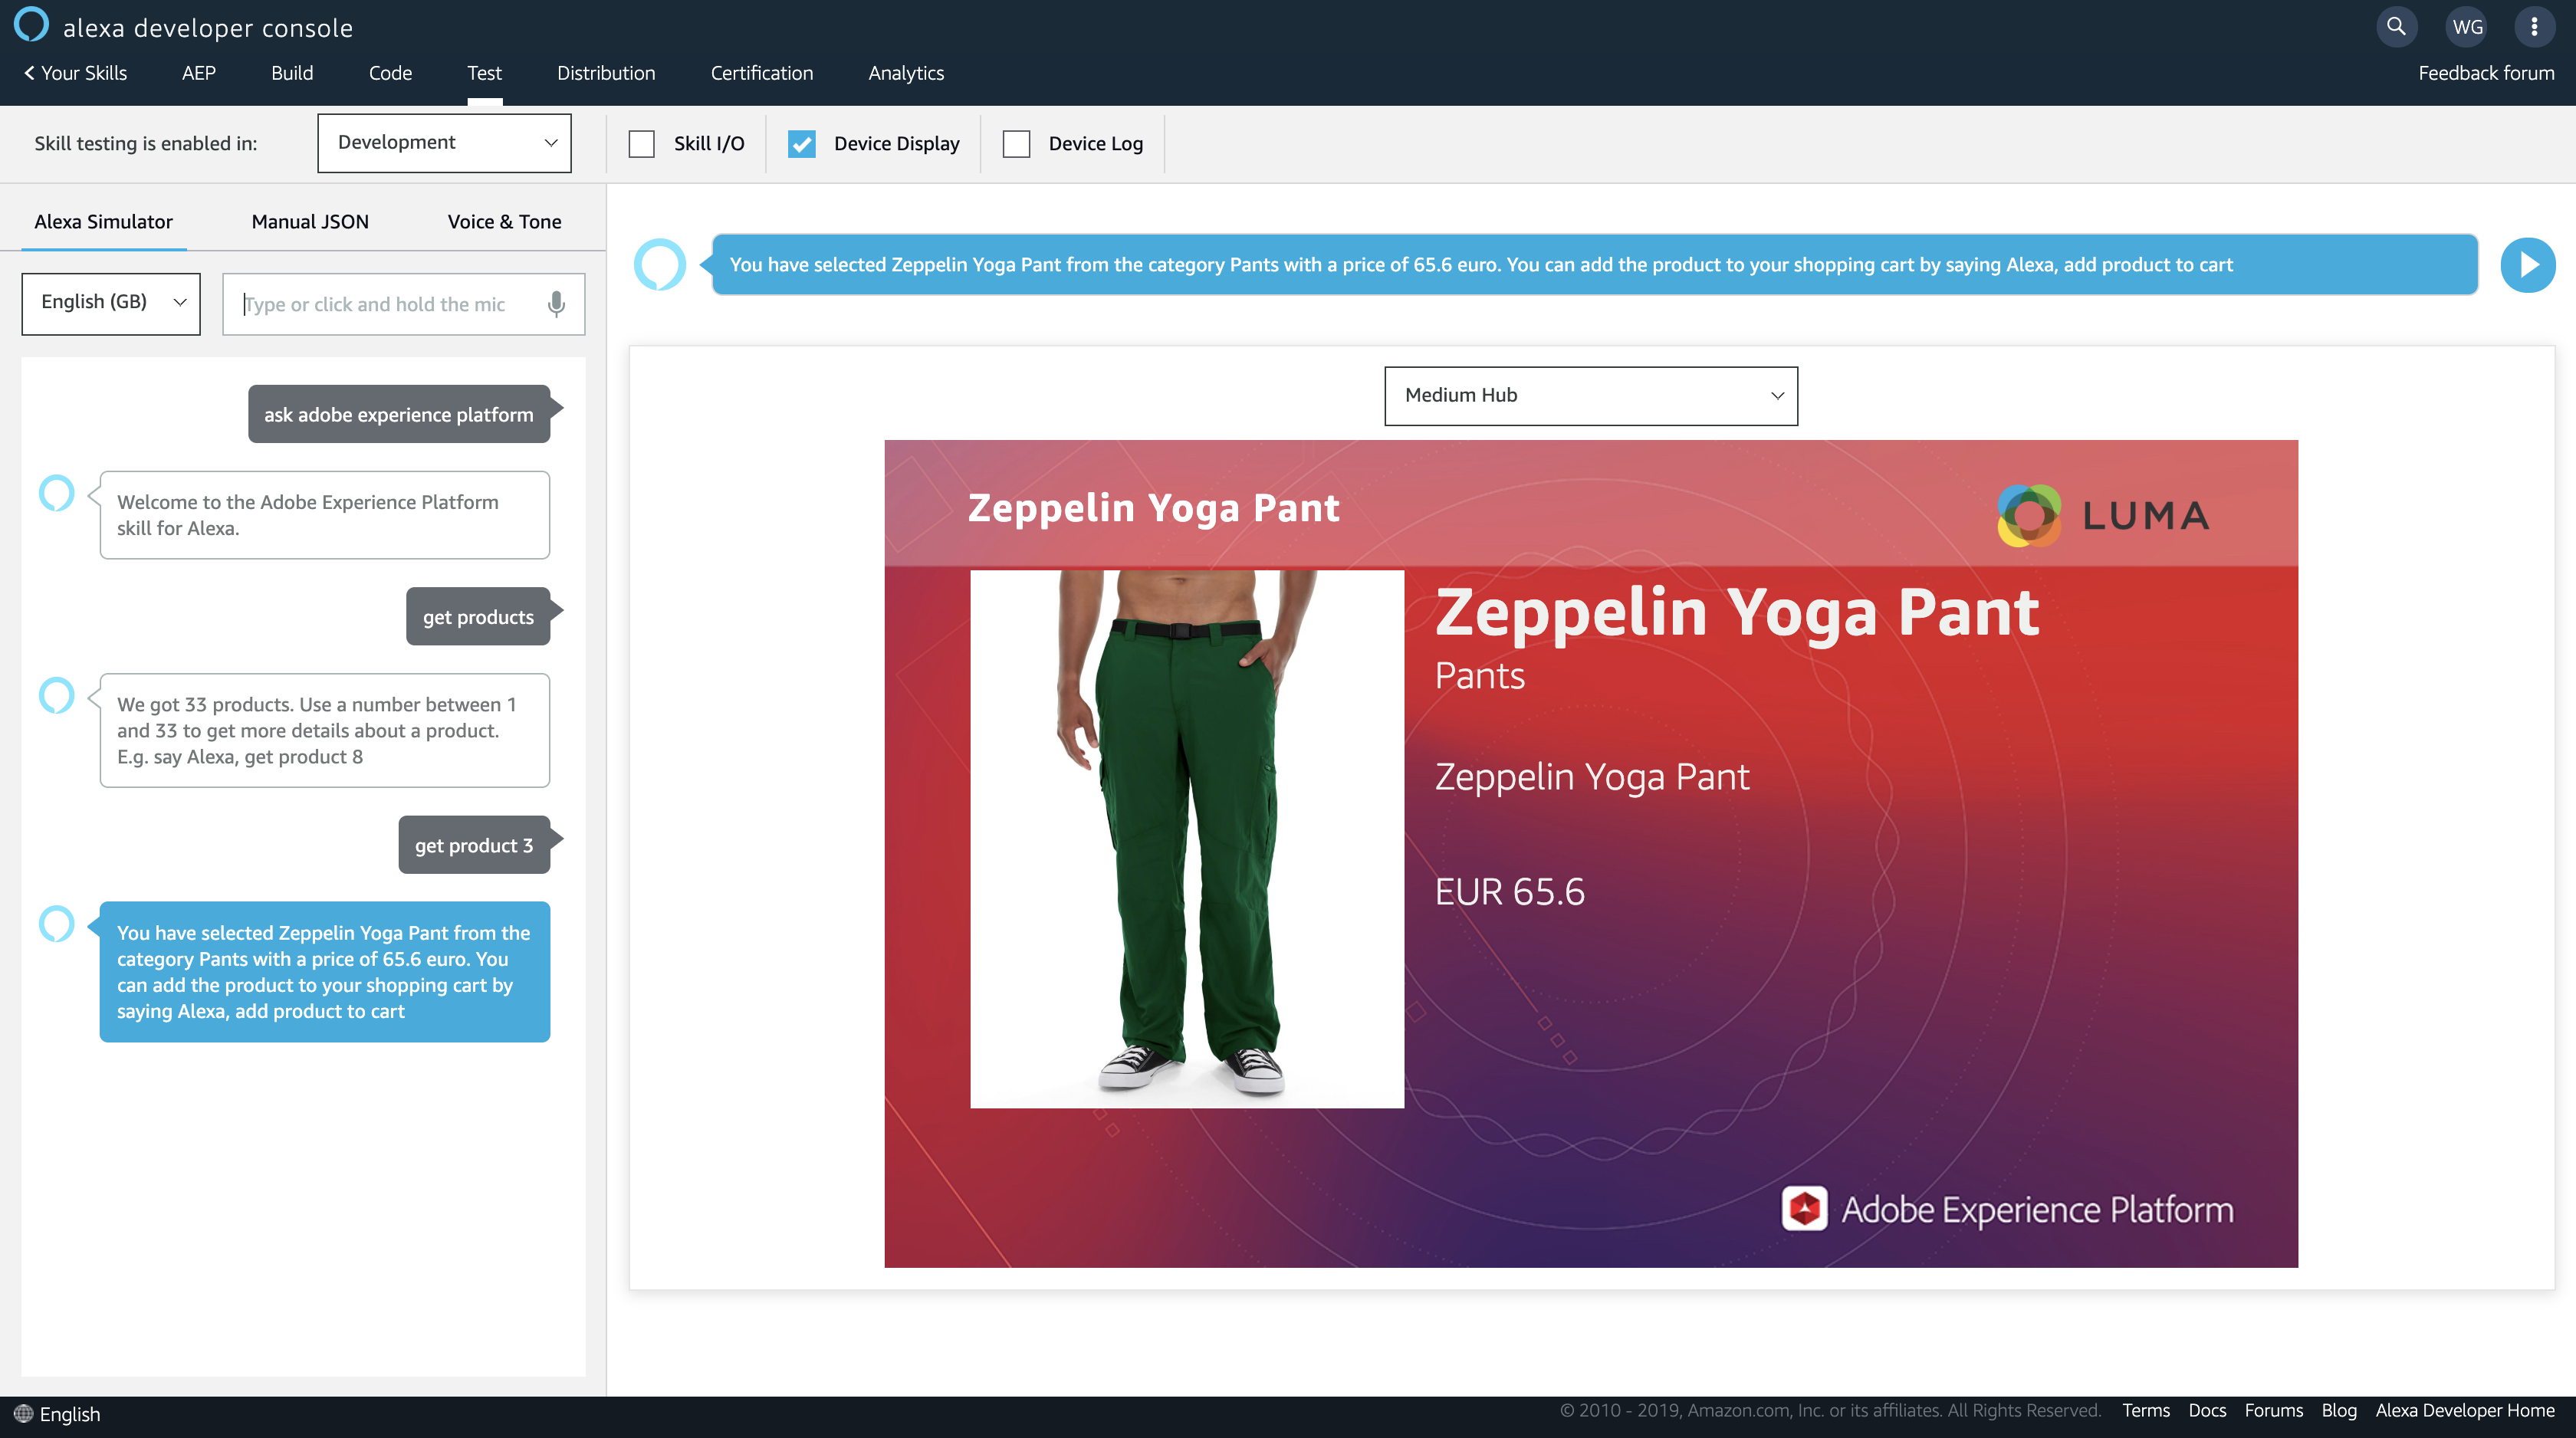 alexa developer console
WG
Your Skills
AEP
Build
Code
Test
Distribution
Certification
Analytics
Feedback forum
Skill testing is enabled in:
Development
Skill I/O
Device Display
Device Log
Alexa Simulator
Manual JSON
Voice & Tone
English (GB)
Type or click and hold the mic
ask adobe experience platform
Welcome to the Adobe Experience Platform
skill for Alexa.
get products
We got 33 products. Use a number between 1
and 33 to get more details about a product.
E.g. say Alexa, get product 8
get product 3
You have selected Zeppelin Yoga Pant from the
category Pants with a price of 65.6 euro. You
can add the product to your shopping cart by
saying Alexa, add product to cart
You have selected Zeppelin Yoga Pant from the category Pants with a price of 65.6 euro. You can add the product to your shopping cart by saying Alexa, add product to cart
Medium Hub
Zeppelin Yoga Pant
LUMA
Zeppelin Yoga Pant
Pants
Zeppelin Yoga Pant
EUR 65.6
Adobe Experience Platform
English
© 2010 - 2019, Amazon.com, Inc. or its affiliates. All Rights Reserved.
Terms
Docs
Forums
Blog
Alexa Developer Home